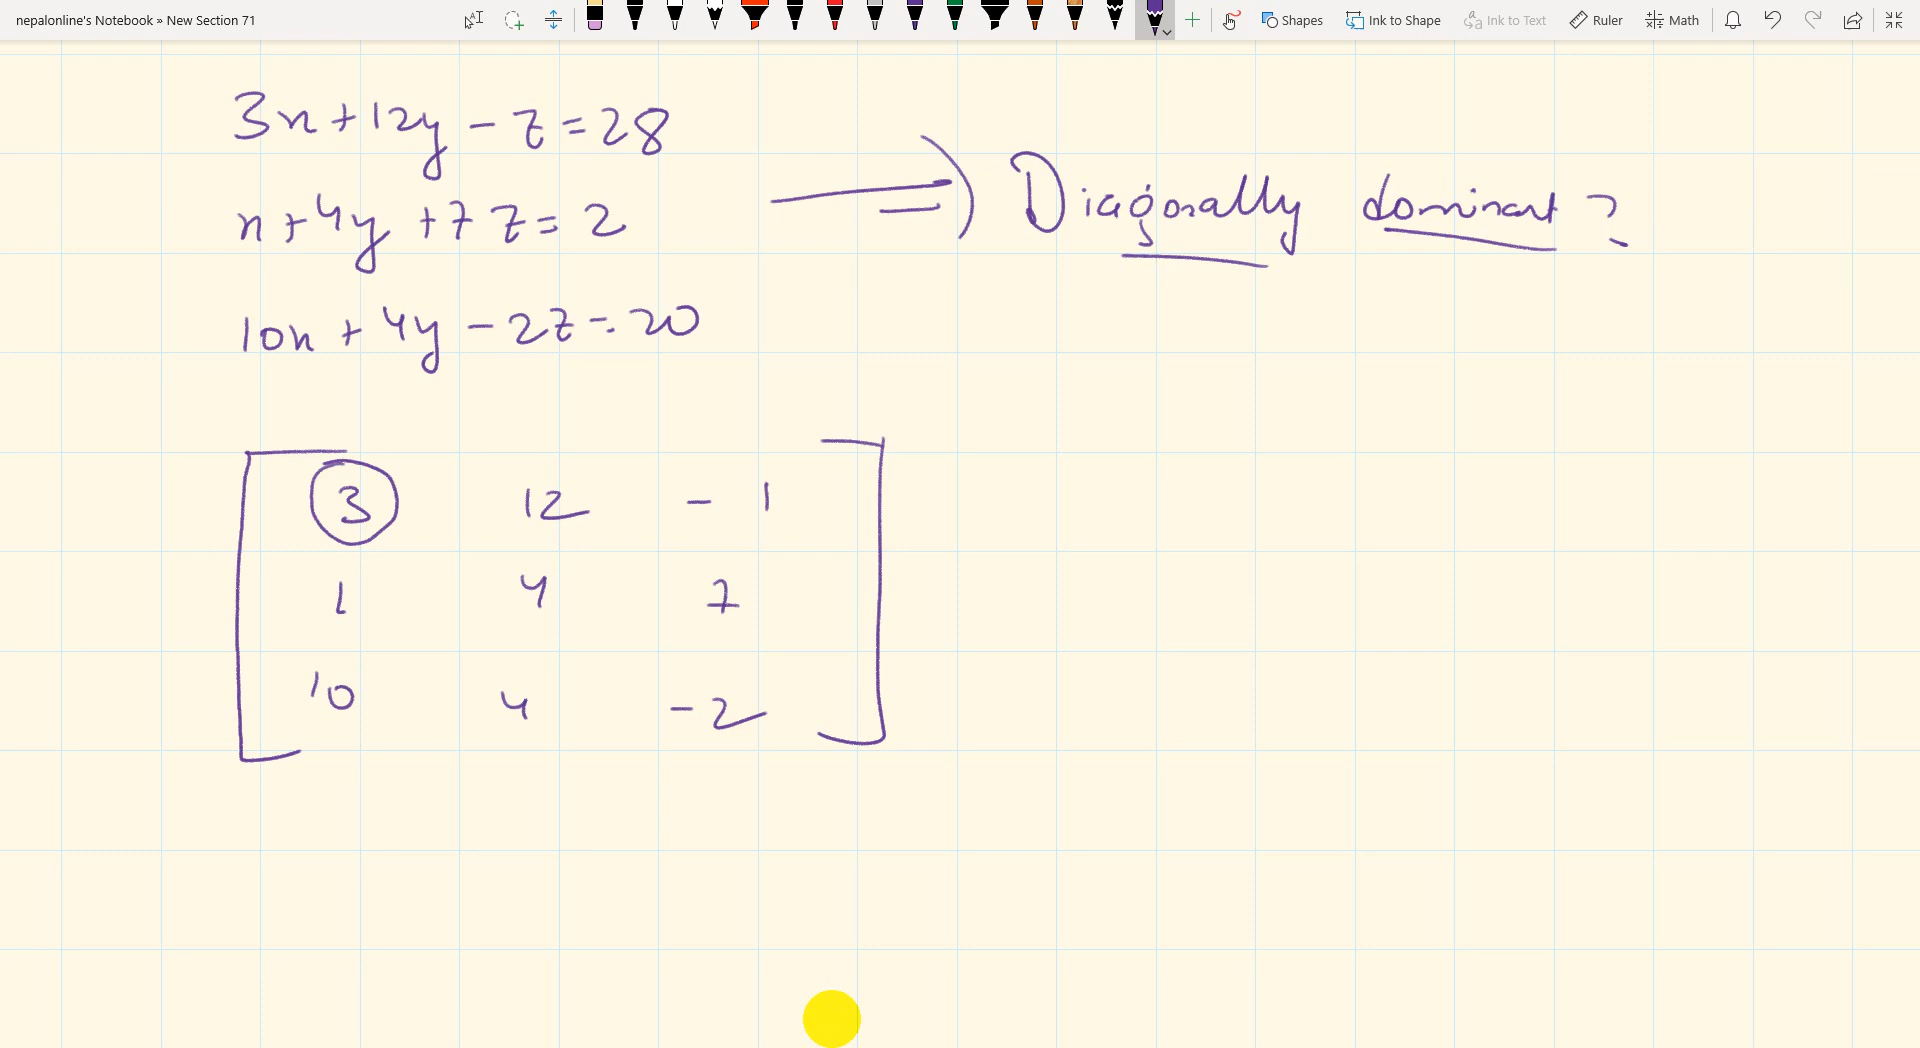 nepalonline's Notebook » New Section 71
Shapes Ink to Shape Ink to Text Ruler Math
3x+12y-z=28
x+4y+7z=2
10x+4y-2z=20
Diagonally dominant ?
3 12 -1
1 4 7
10 4 -2